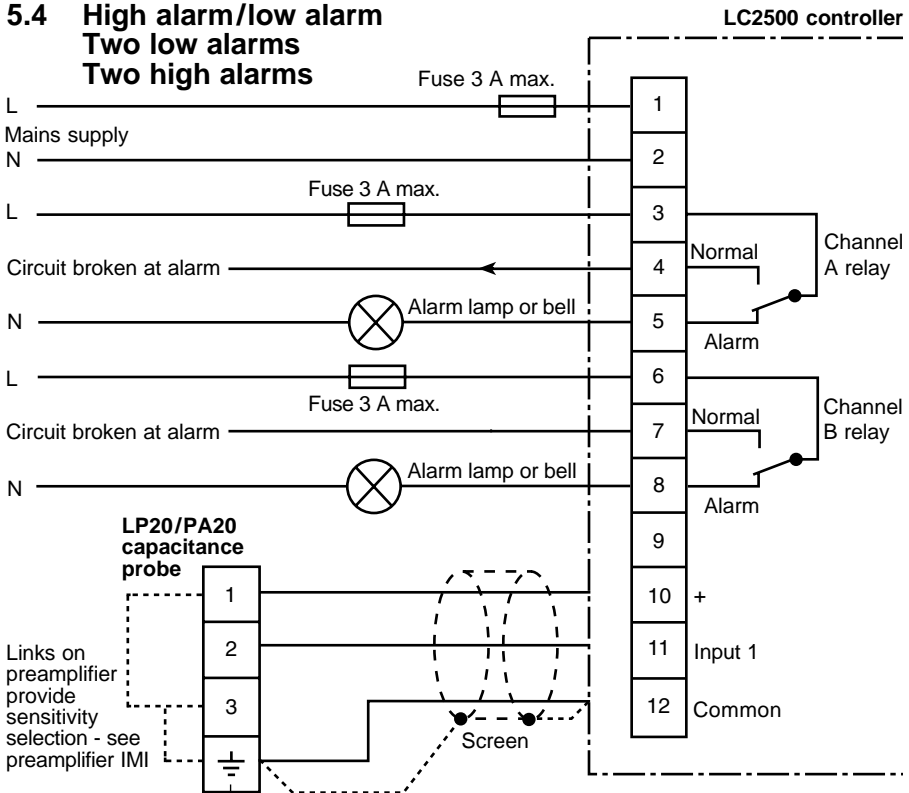 5.4 High alarm/low alarm
Two low alarms
Two high alarms
LC2500 controller
Fuse 3 A max.
L
1
Mains supply
N
2
Fuse 3 A max.
L
3
Channel
A relay
Normal
Circuit broken at alarm
4
Alarm lamp or bell
N
5
Alarm
L
6
Fuse 3 A max.
Channel
B relay
Normal
Circuit broken at alarm
7
Alarm lamp or bell
N
8
Alarm
LP20/PA20
capacitance
probe
9
1
10
+
2
11
Input 1
Links on
preamplifier
provide
sensitivity
selection - see
preamplifier IMI
3
12
Common
Screen